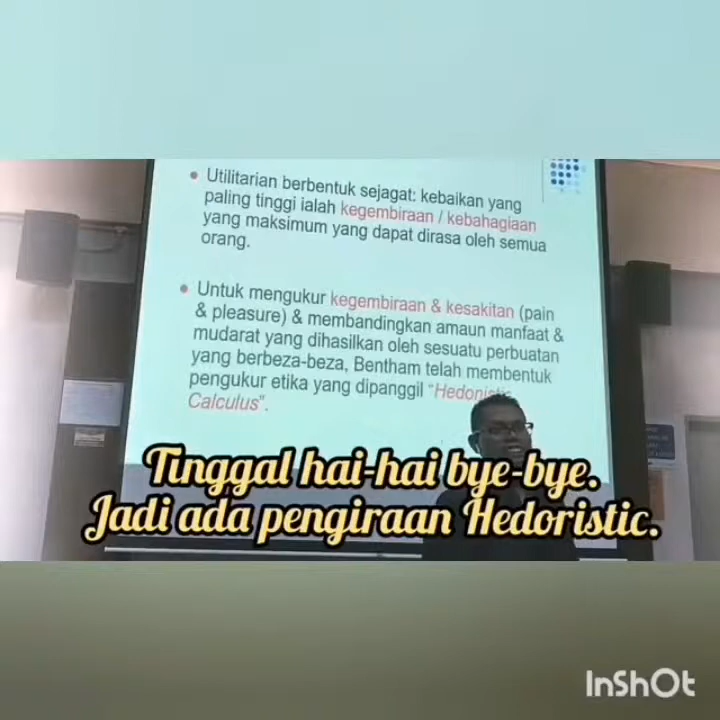 • Utilitarian berbentuk sejagat: kebaikan yang
paling tinggi ialah kegembiraan / kebahagiaan
yang maksimum yang dapat dirasa oleh semua
orang.
• Untuk mengukur kegembiraan & kesakitan (pain
& pleasure) & membandingkan amaun manfaat &
mudarat yang dihasilkan oleh sesuatu perbuatan
yang berbeza-beza, Bentham telah membentuk
pengukur etika yang dipanggil “Hedonistic
Calculus”.
Tinggal hai-hai bye-bye.
Jadi ada pengiraan Hedoristic.
InShOt